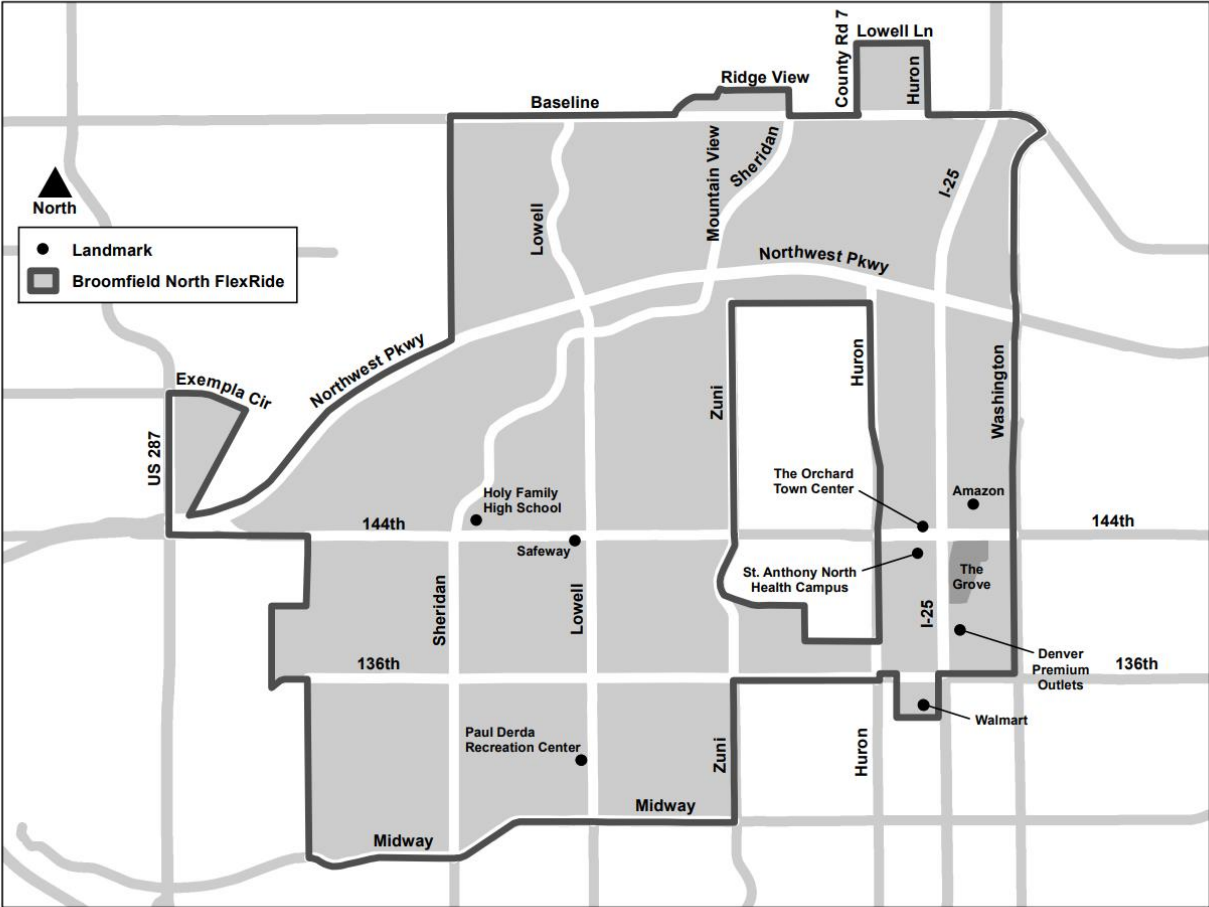 County Rd 7
Lowell Ln
Huron
Ridge View
Baseline
Mountain View
Sheridan
I-25
Lowell
North
Landmark
Broomfield North FlexRide
Northwest Pkwy
Northwest Pkwy
Exempla Cir
US 287
Zuni
Huron
Washington
The Orchard
Town Center
Amazon
Holy Family
High School
144th
144th
Safeway
St. Anthony North
Health Campus
The
Grove
Sheridan
Lowell
I-25
136th
Denver
Premium
Outlets
136th
Walmart
Paul Derda
Recreation Center
Zuni
Huron
Midway
Midway